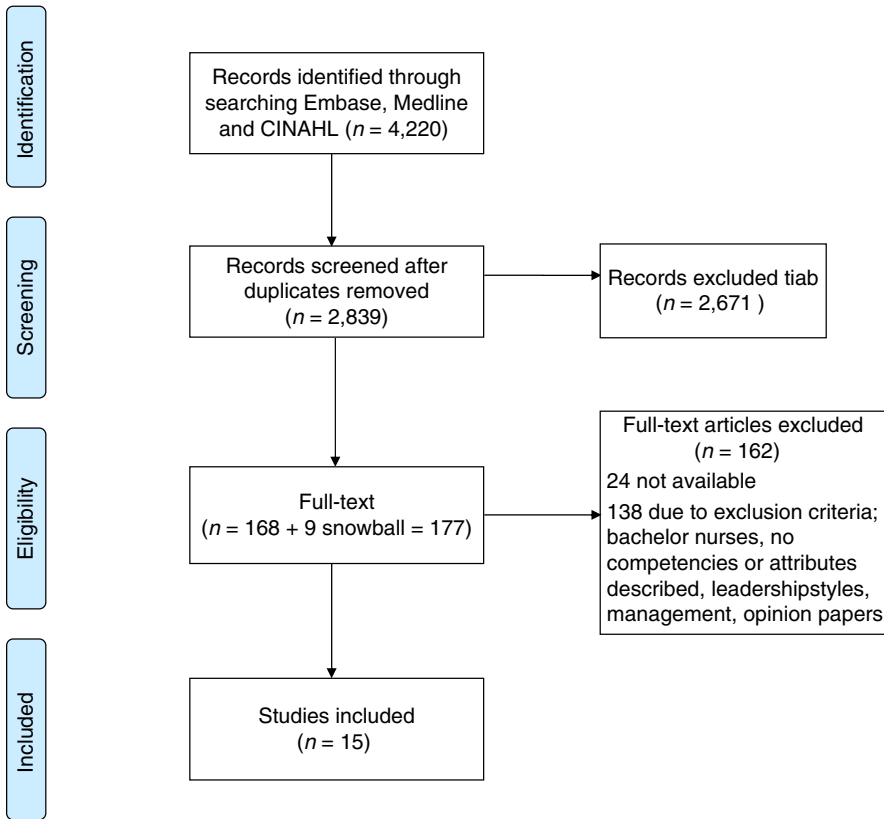 Identification
Records identified through
searching Embase, Medline
and CINAHL (n = 4,220)
Screening
Records screened after
duplicates removed
(n = 2,839)
Records excluded tiab
(n = 2,671 )
Eligibility
Full-text
(n = 168 + 9 snowball = 177)
Full-text articles excluded
(n = 162)
24 not available
138 due to exclusion criteria;
bachelor nurses, no
competencies or attributes
described, leadershipstyles,
management, opinion papers
Included
Studies included
(n = 15)